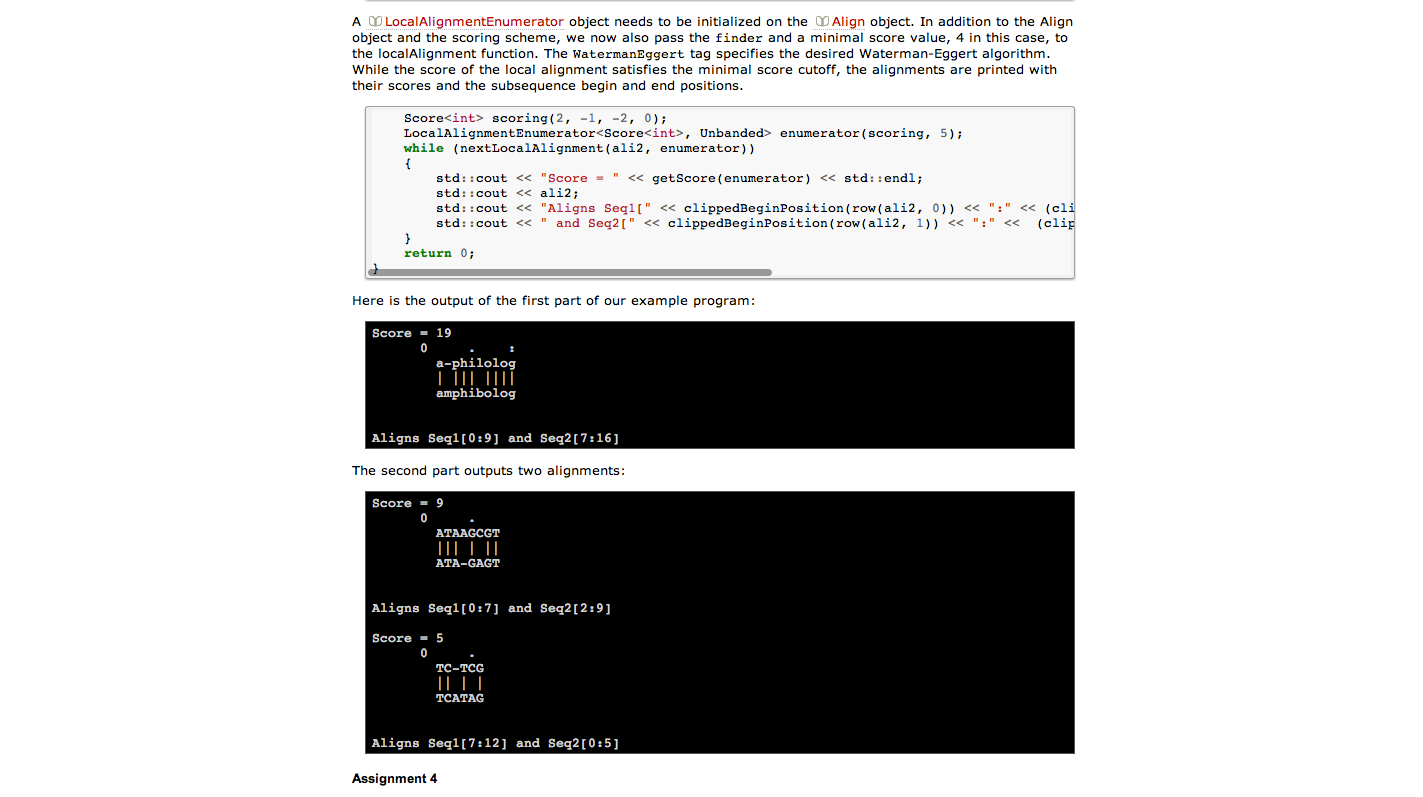 A LocalAlignmentEnumerator object needs to be initialized on the Align object. In addition to the Align
object and the scoring scheme, we now also pass the finder and a minimal score value, 4 in this case, to
the localAlignment function. The WatermanEggert tag specifies the desired Waterman-Eggert algorithm.
While the score of the local alignment satisfies the minimal score cutoff, the alignments are printed with
their scores and the subsequence begin and end positions.
Score<int> scoring(2, -1, -2, 0);
LocalAlignmentEnumerator<Score<int>, Unbanded> enumerator(scoring, 5);
while (nextLocalAlignment(ali2, enumerator))
{
std::cout << "Score = " << getScore(enumerator) << std::endl;
std::cout << ali2;
std::cout << "Aligns Seq1[" << clippedBeginPosition(row(ali2, 0)) << ":" << (cli
std::cout << " and Seq2[" << clippedBeginPosition(row(ali2, 1)) << ":" <<  (clip
}
return 0;
}
Here is the output of the first part of our example program:
Score = 19
0     .    :
a-philolog
| ||| ||||
amphibolog
Aligns Seq1[0:9] and Seq2[7:16]
The second part outputs two alignments:
Score = 9
0     .
ATAAGCGT
||| | ||
ATA-GAGT
Aligns Seq1[0:7] and Seq2[2:9]
Score = 5
0     .
TC-TCG
|| | |
TCATAG
Aligns Seq1[7:12] and Seq2[0:5]
Assignment 4